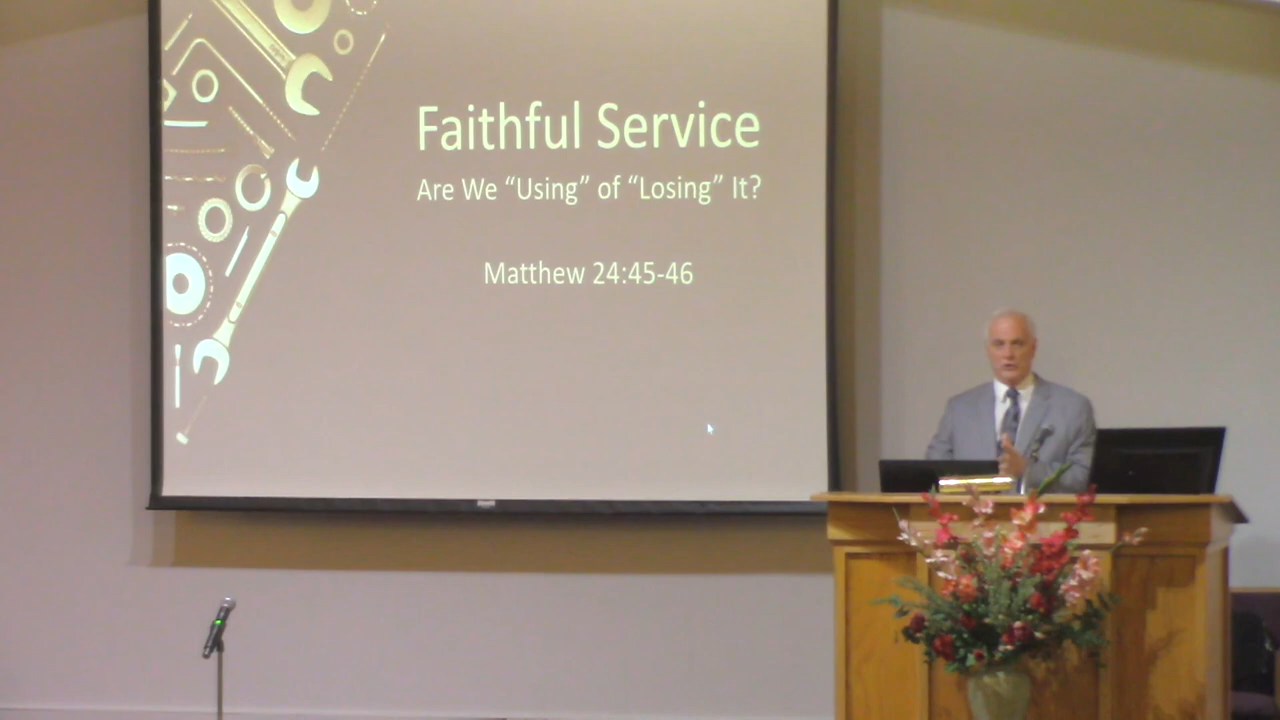 Faithful Service
Are We “Using” of “Losing” It?
Matthew 24:45-46